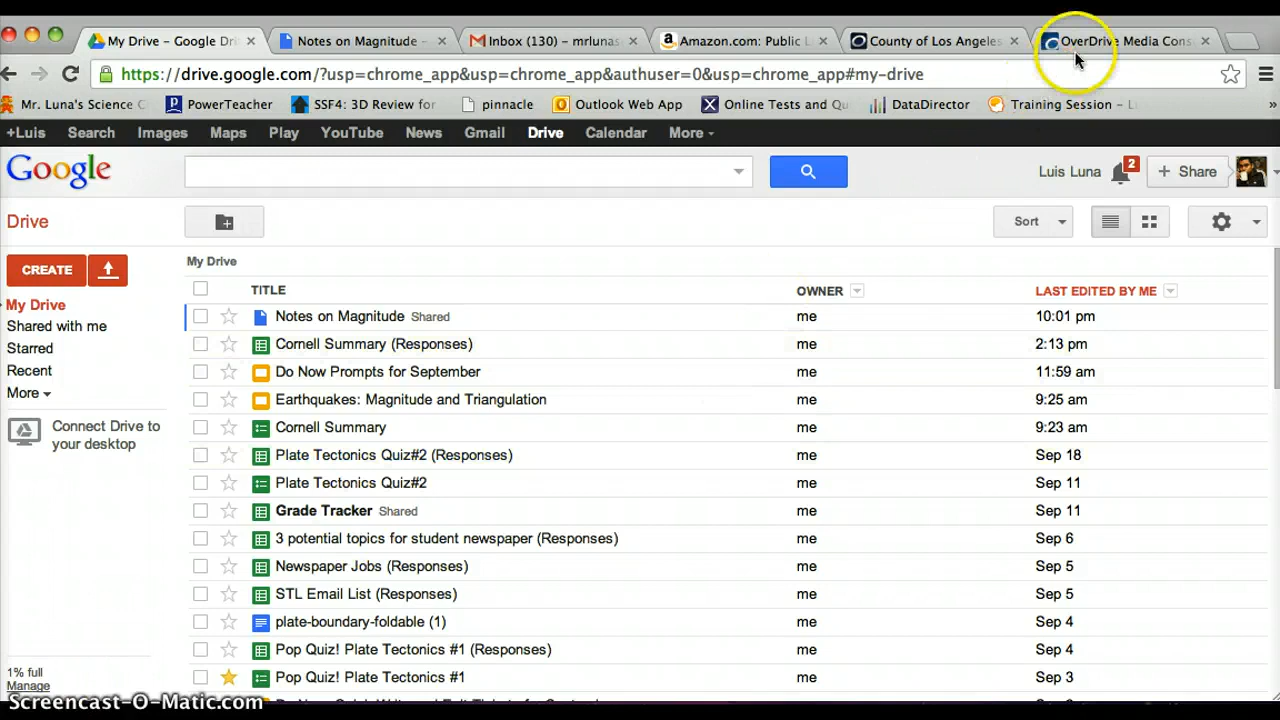 My Drive – Google Dri
Notes on Magnitude –
Inbox (130) – mrlunas
Amazon.com: Public L
County of Los Angeles
OverDrive Media Cons
https://drive.google.com/?usp=chrome_app&usp=chrome_app&authuser=0&usp=chrome_app#my-drive
Mr. Luna's Science C
PowerTeacher
SSF4: 3D Review for
pinnacle
Outlook Web App
Online Tests and Qu
DataDirector
Training Session –
»
+Luis Search Images Maps Play YouTube News Gmail Drive Calendar More
Google
Luis Luna
2
+ Share
Drive
Sort
My Drive
CREATE
TITLE OWNER LAST EDITED BY ME
My Drive
Shared with me
Starred
Recent
More
Connect Drive to
your desktop
Notes on Magnitude Shared me 10:01 pm
Cornell Summary (Responses) me 2:13 pm
Do Now Prompts for September me 11:59 am
Earthquakes: Magnitude and Triangulation me 9:25 am
Cornell Summary me 9:23 am
Plate Tectonics Quiz#2 (Responses) me Sep 18
Plate Tectonics Quiz#2 me Sep 11
Grade Tracker Shared me Sep 11
3 potential topics for student newspaper (Responses) me Sep 6
Newspaper Jobs (Responses) me Sep 5
STL Email List (Responses) me Sep 5
plate-boundary-foldable (1) me Sep 4
Pop Quiz! Plate Tectonics #1 (Responses) me Sep 4
Pop Quiz! Plate Tectonics #1 me Sep 3
1% full
Manage
Screencast-O-Matic.com